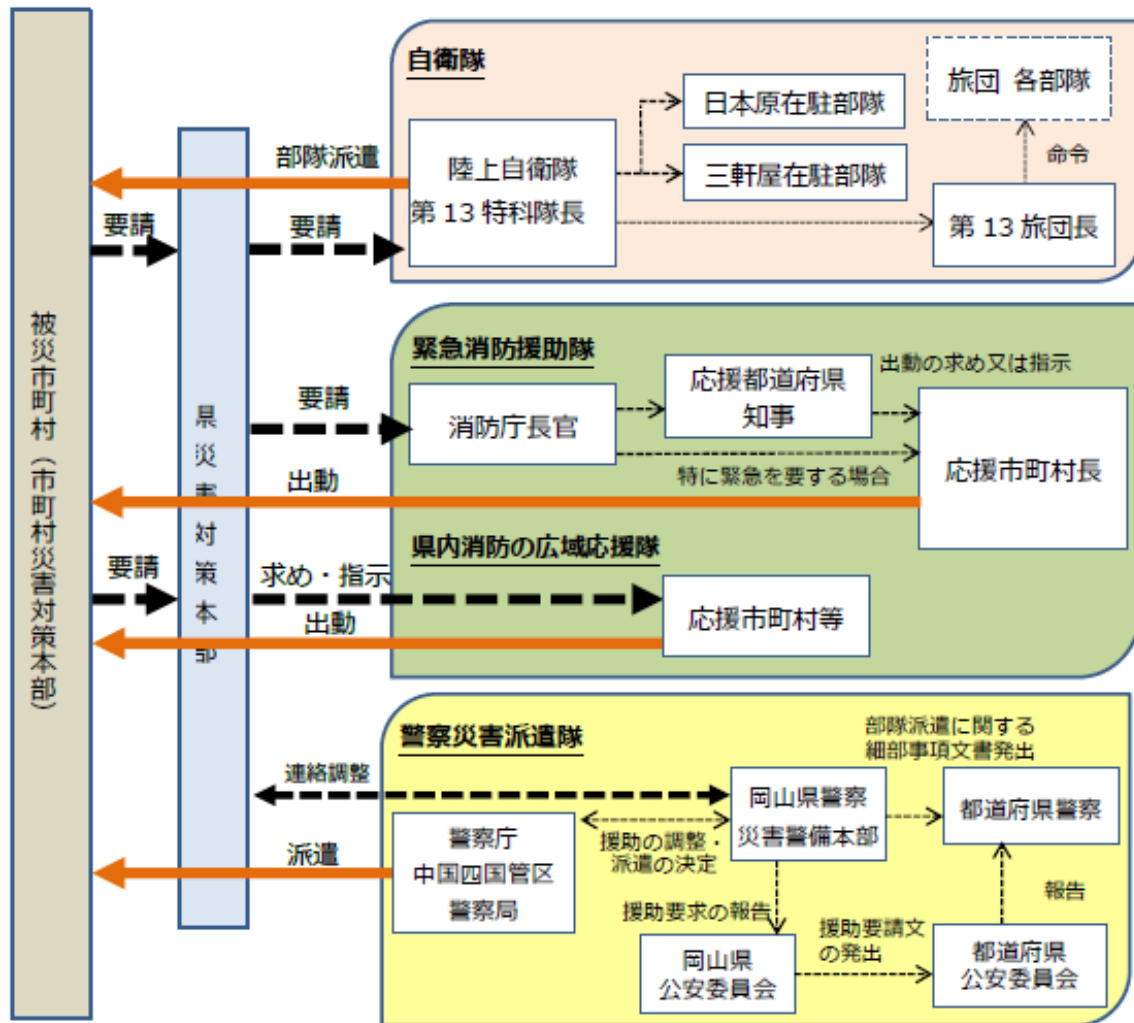 被災市町村（市町村災害対策本部）
県災害対策本部
自衛隊
部隊派遣
要請
要請
陸上自衛隊
第13特科隊長
日本原在駐部隊
三軒屋在駐部隊
旅団 各部隊
命令
第13旅団長
緊急消防援助隊
要請
消防庁長官
応援都道府県
知事
出動の求め又は指示
特に緊急を要する場合
応援市町村長
出動
県内消防の広域応援隊
要請
求め・指示
出動
応援市町村等
警察災害派遣隊
連絡調整
派遣
警察庁
中国四国管区
警察局
援助の調整・
派遣の決定
岡山県警察
災害警備本部
部隊派遣に関する
細部事項文書発出
都道府県警察
援助要求の報告
岡山県
公安委員会
援助要請文
の発出
報告
都道府県
公安委員会